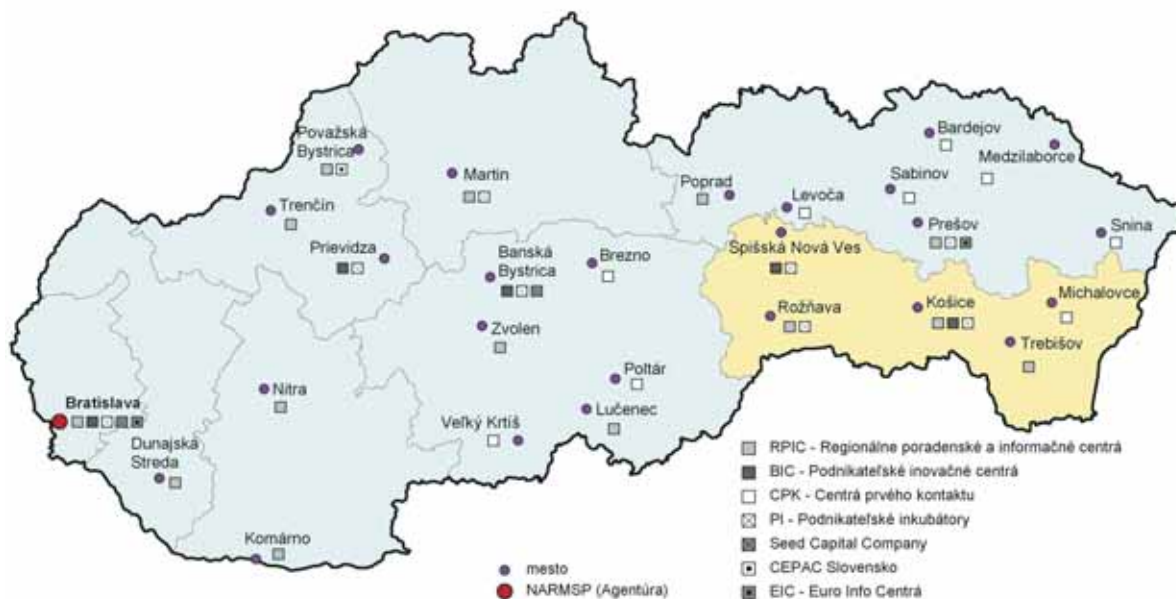 Považská
Bystrica
Martin
Trenčín
Prievidza
Banská
Bystrica
Brezno
Zvolen
Poltár
Lučenec
Veľký Krtíš
Nitra
Bratislava
Dunajská
Streda
Komárno
Poprad
Levoča
Bardejov
Medzilaborce
Sabinov
Prešov
Snina
Spišská Nová Ves
Rožňava
Košice
Michalovce
Trebišov
mesto
NARMSP (Agentúra)
RPIC - Regionálne poradenské a informačné centrá
BIC - Podnikateľské inovačné centrá
CPK - Centrá prvého kontaktu
PI - Podnikateľské inkubátory
Seed Capital Company
CEPAC Slovensko
EIC - Euro Info Centrá